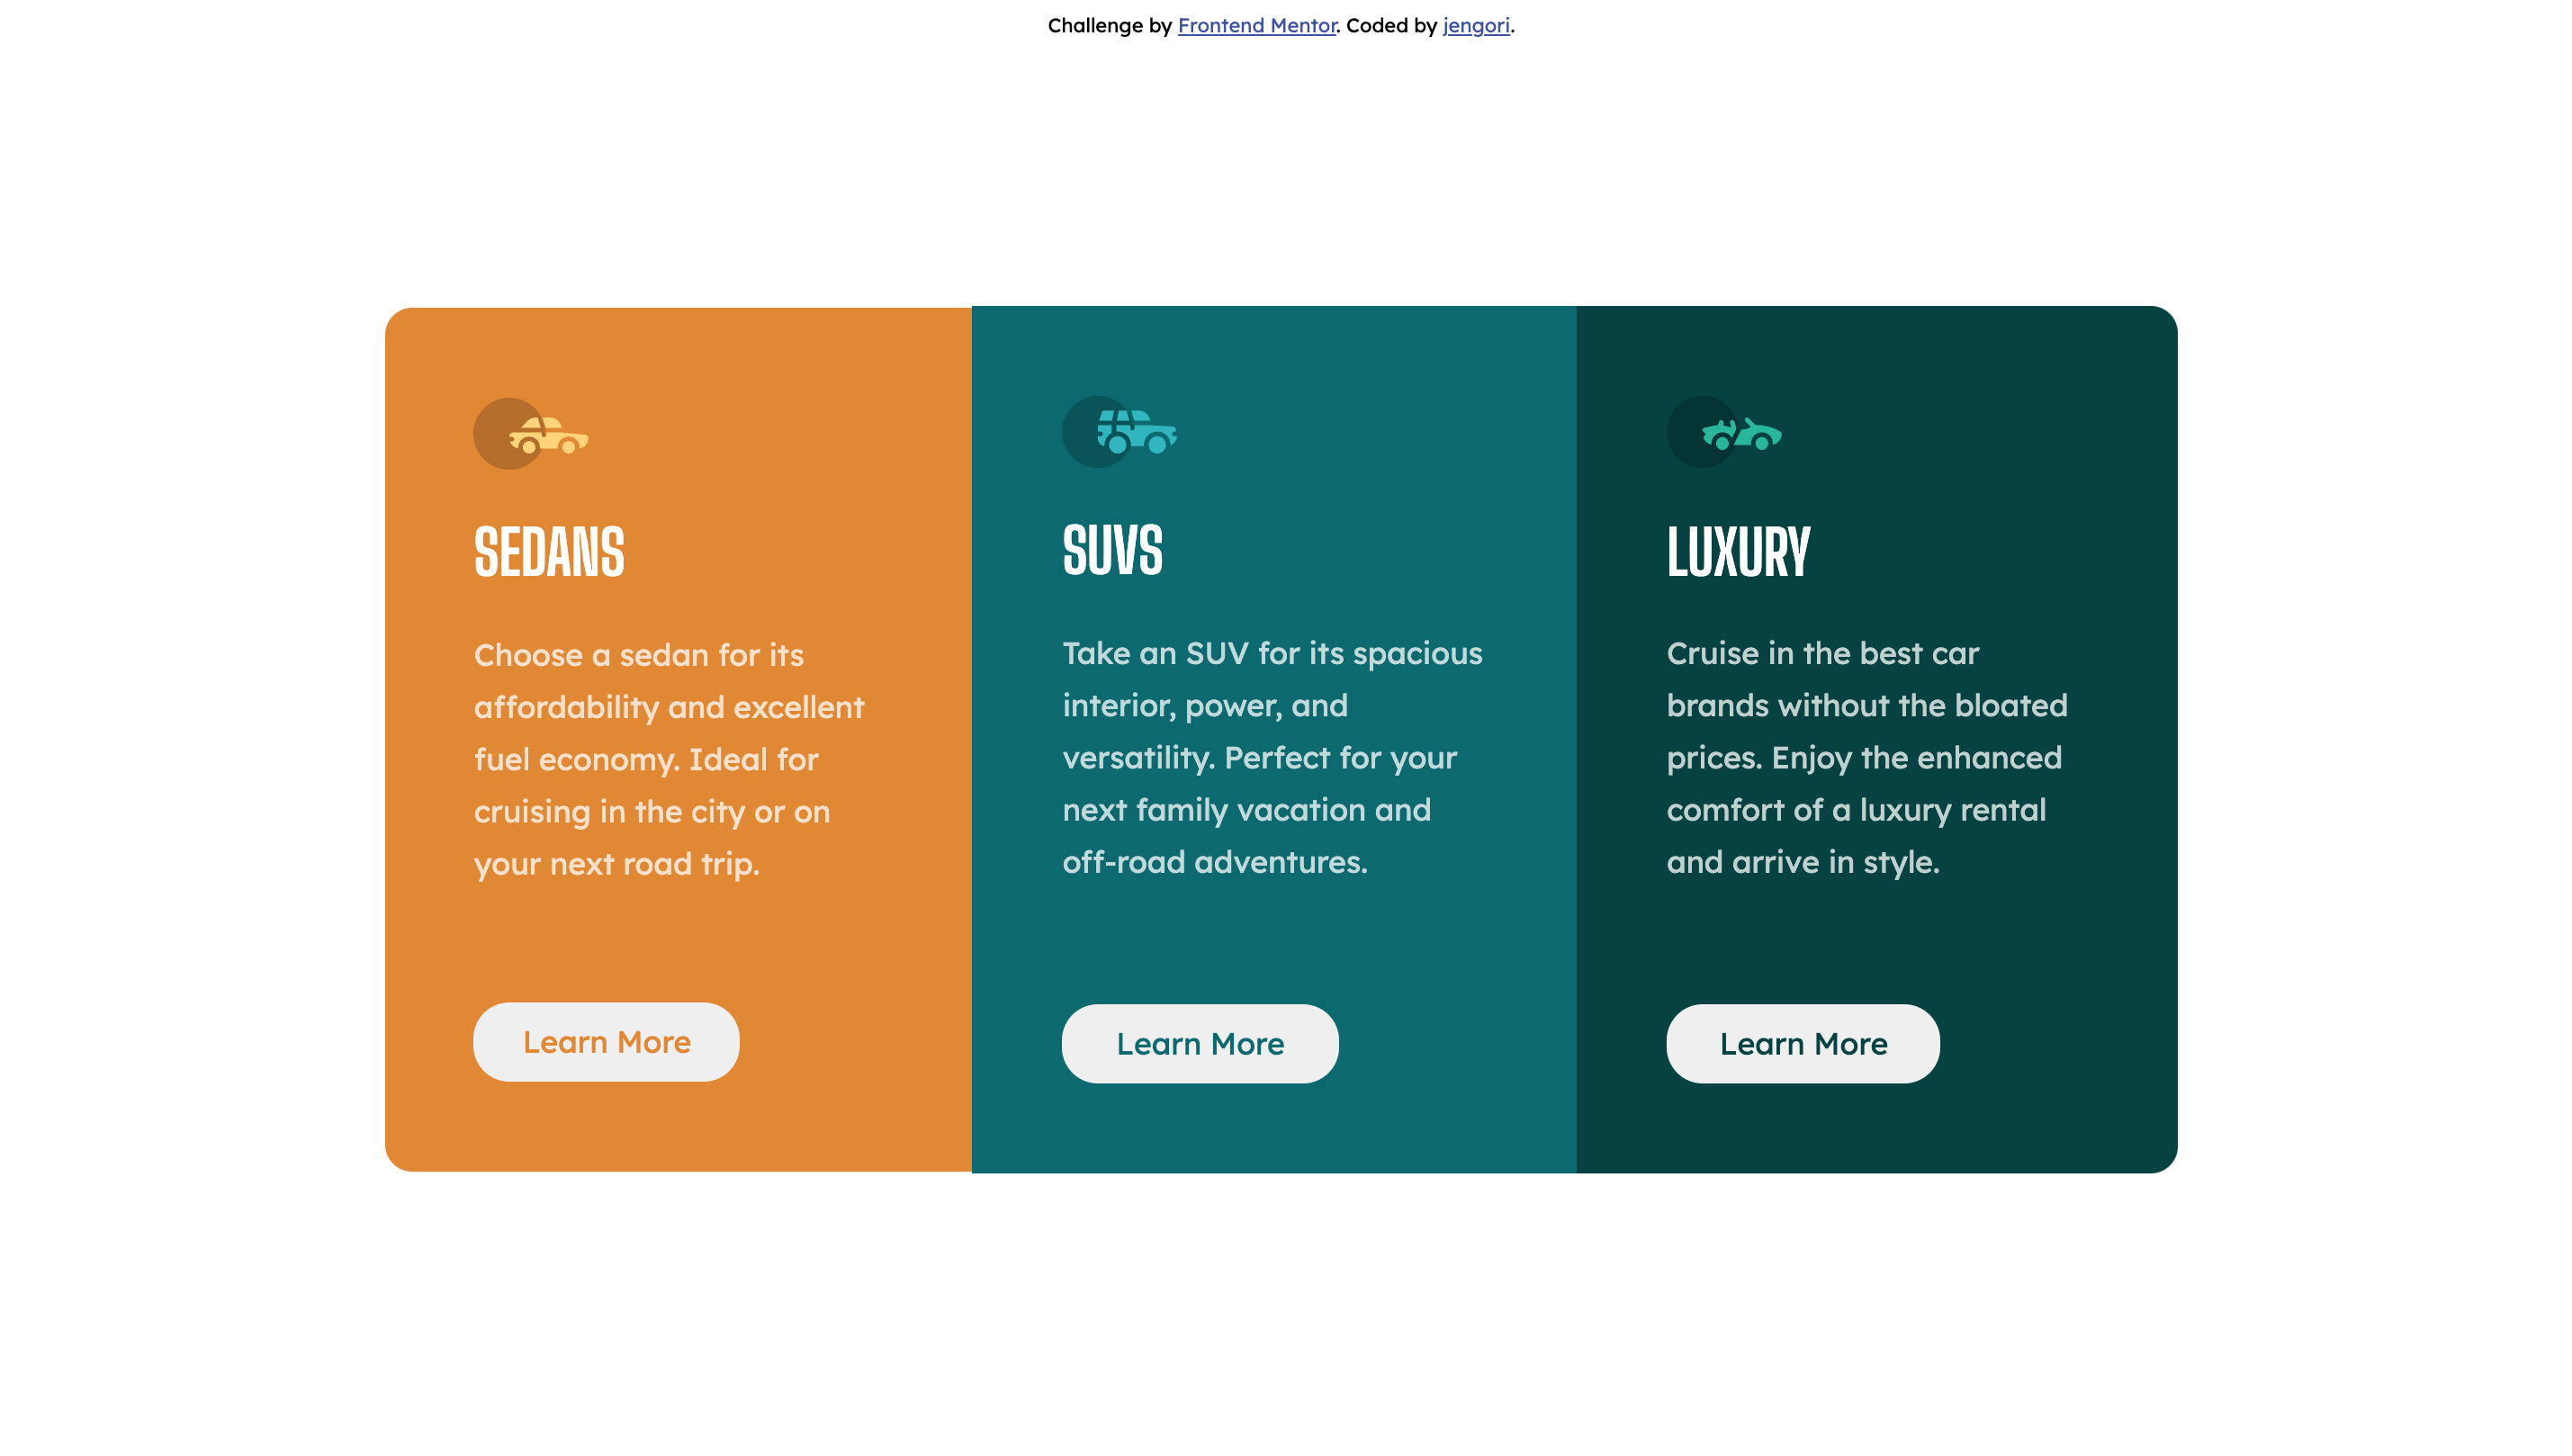 Challenge by Frontend Mentor. Coded by jengori.
SEDANS
Choose a sedan for its
affordability and excellent
fuel economy. Ideal for
cruising in the city or on
your next road trip.
Learn More
SUVS
Take an SUV for its spacious
interior, power, and
versatility. Perfect for your
next family vacation and
off-road adventures.
Learn More
LUXURY
Cruise in the best car
brands without the bloated
prices. Enjoy the enhanced
comfort of a luxury rental
and arrive in style.
Learn More